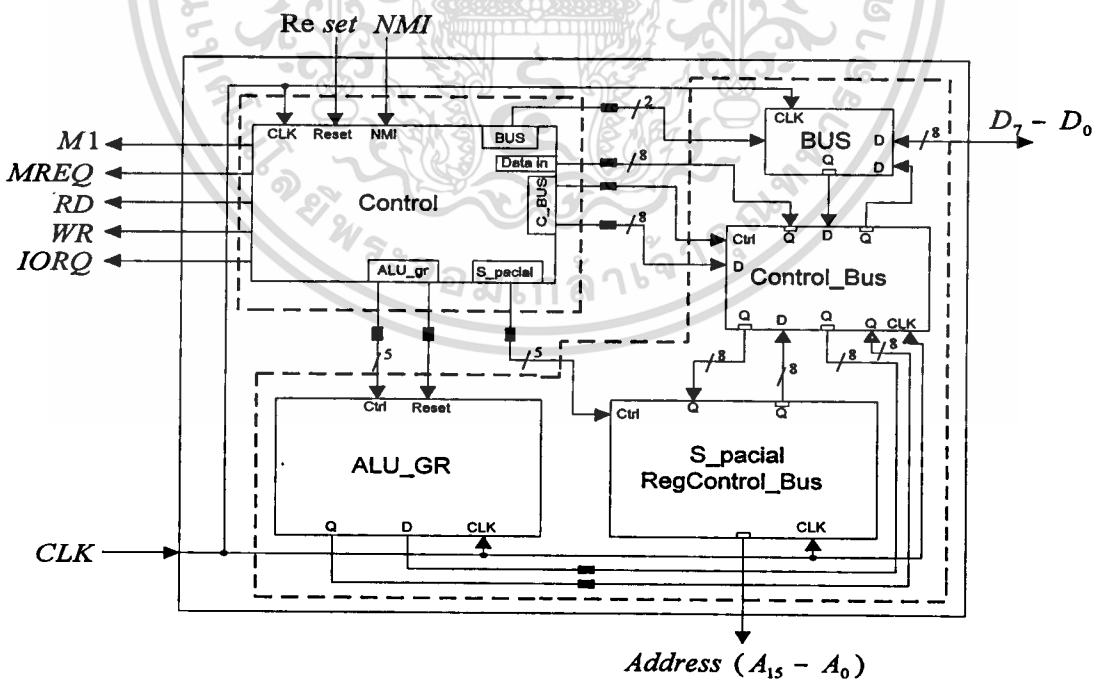 Re set NMI
CLK Reset NMI
BUS
Data in
C_BUS
Control
ALU_gr
S_pacial
M1
MREQ
RD
WR
IORQ
2
8
8
CLK
BUS
D
D
Q
8
D7 - D0
Q D Q
Ctrl
D
Control_Bus
Q D Q Q CLK
8
8
8
8
5
5
Ctrl Reset
ALU_GR
Q D CLK
Ctrl
Q Q
S_pacial
RegControl_Bus
CLK
CLK
Address (A15 - A0)